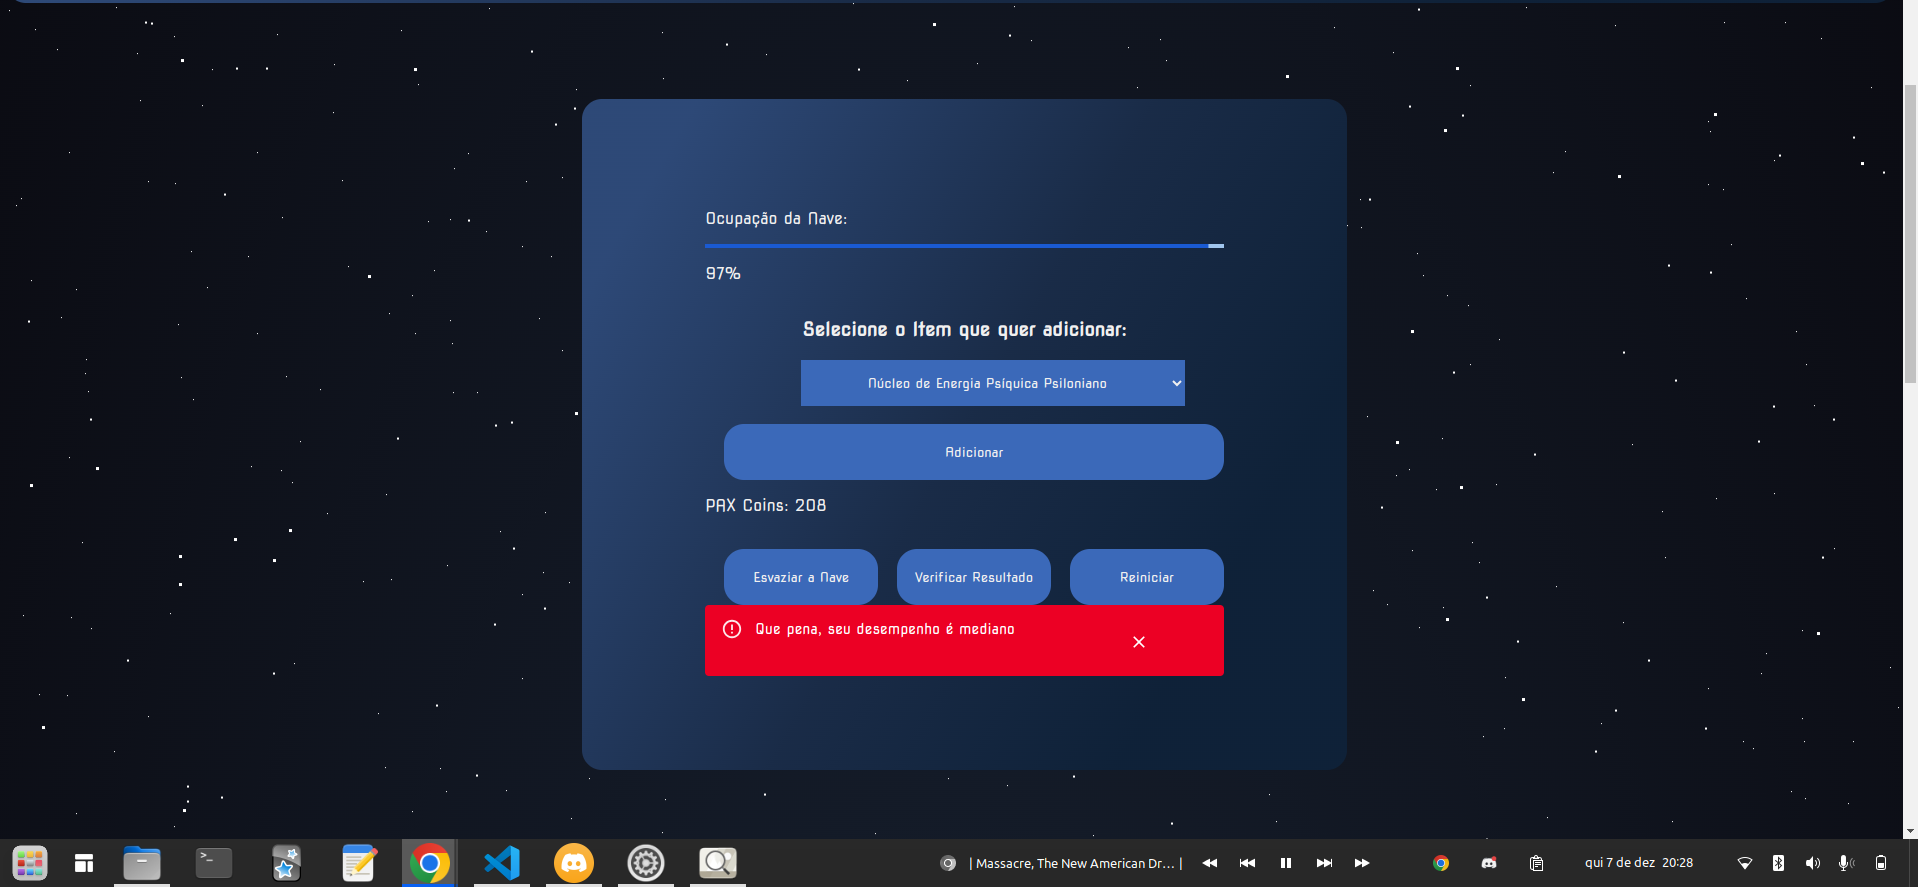 Ocupação da Nave:
97%
Selecione o Item que quer adicionar:
Núcleo de Energia Psíquica Psiloniano
Adicionar
PAX Coins: 208
Esvaziar a Nave
Verificar Resultado
Reiniciar
Que pena, seu desempenho é mediano
| Massacre, The New American Dr... |
qui 7 de dez 20:28